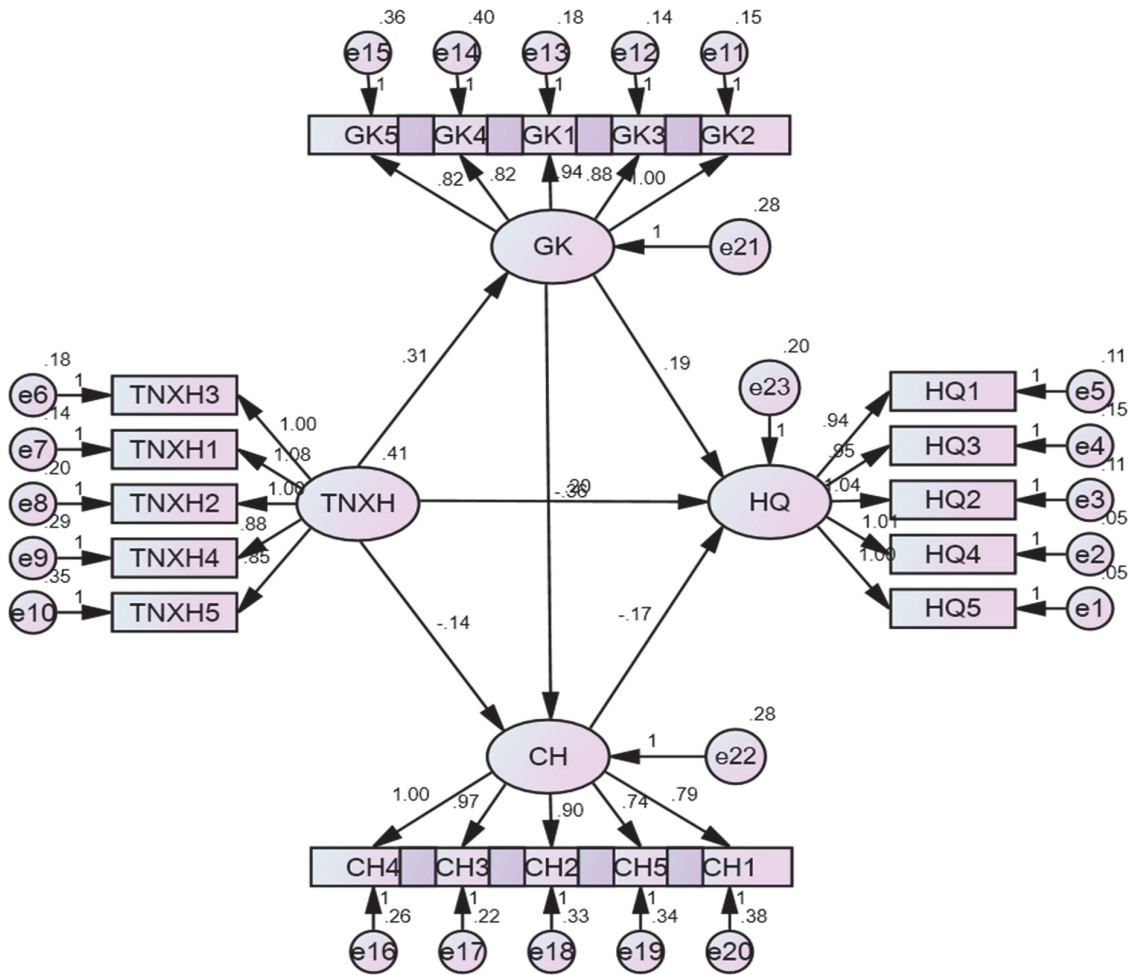 .36 .40 .18 .14 .15
e15 e14 e13 e12 e11
1 1 1 1 1
GK5 GK4 GK1 GK3 GK2
.82 .82 .94 .88 1.00
.28
GK 1 e21
.31 .19
.20
e23
1
.18
e6 1 TNXH3
.14
e7 1 TNXH1
.20
e8 1 TNXH2
.29
e9 1 TNXH4
.35
e10 1 TNXH5
1.00
1.08
1.00
.88
.85
.41
TNXH
.20
-.36
HQ
.94
.95
1.04
1.01
1.00
.11
HQ1 1 e5
.15
HQ3 1 e4
.11
HQ2 1 e3
.05
HQ4 1 e2
.05
HQ5 1 e1
-.14 -.17
.28
CH 1 e22
1.00 .97 .90 .74 .79
CH4 CH3 CH2 CH5 CH1
1 1 1 1 1
.26 .22 .33 .34 .38
e16 e17 e18 e19 e20